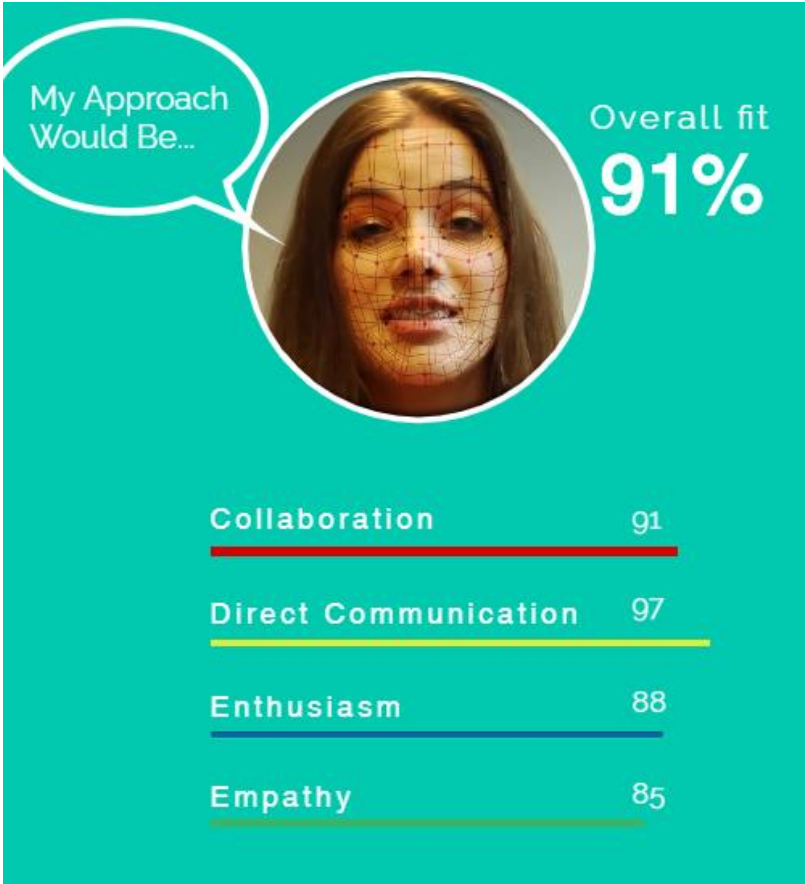 My Approach
Would Be...
Overall fit
91%
Collaboration 91
Direct Communication 97
Enthusiasm 88
Empathy 85